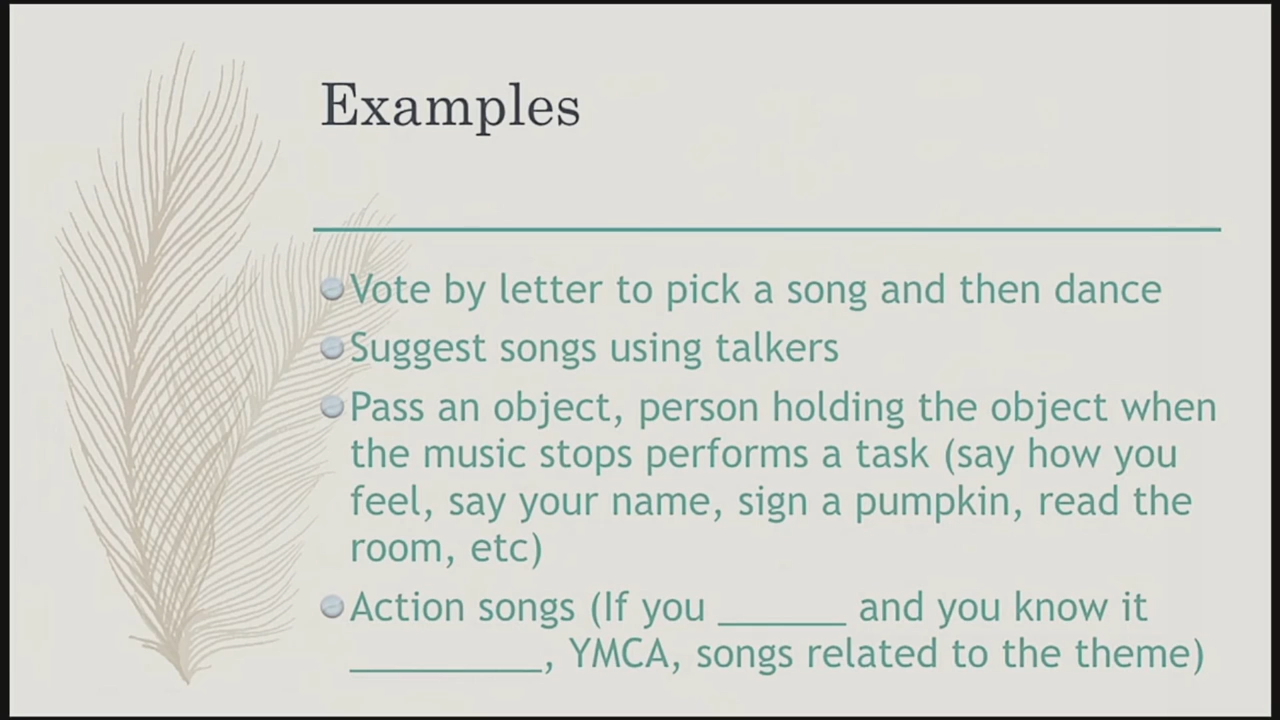 Examples
Vote by letter to pick a song and then dance
Suggest songs using talkers
Pass an object, person holding the object when
the music stops performs a task (say how you
feel, say your name, sign a pumpkin, read the
room, etc)
Action songs (If you ______ and you know it
_________, YMCA, songs related to the theme)